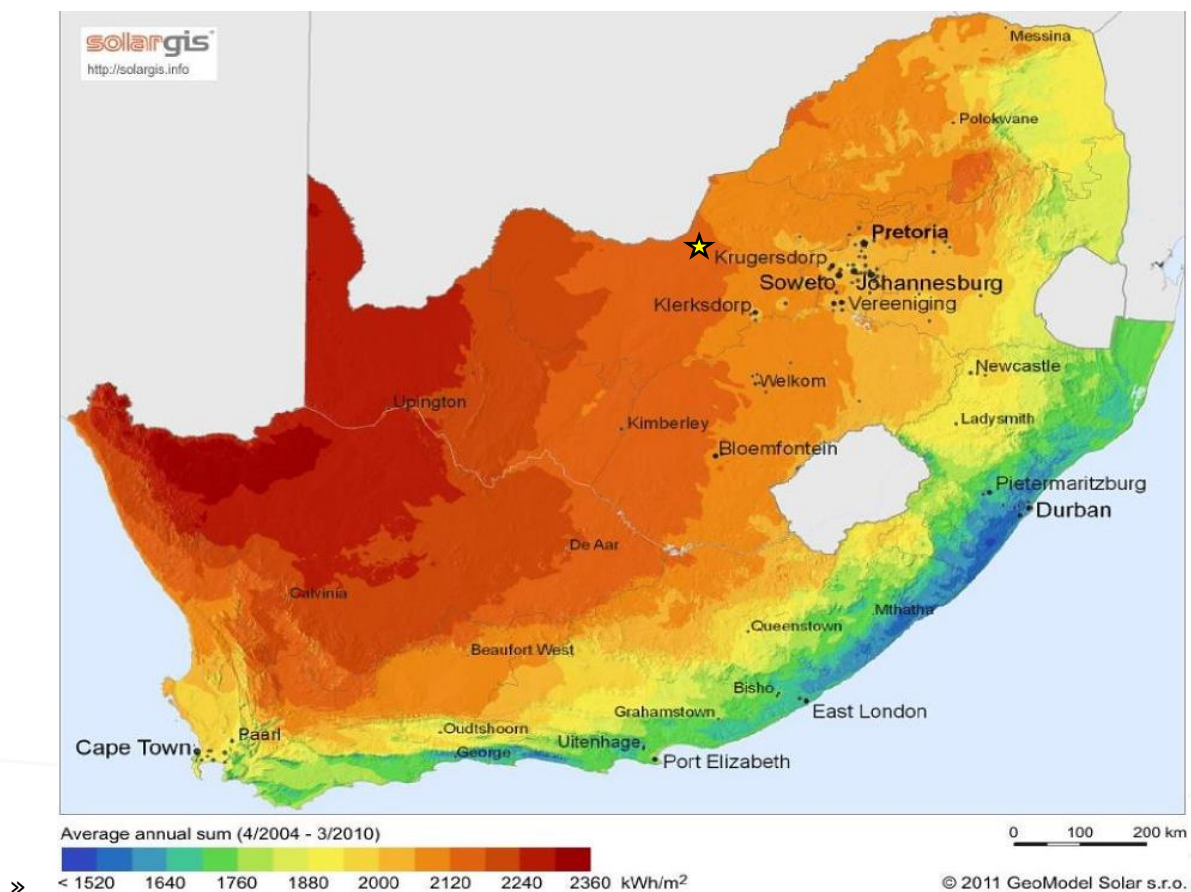 solargis
http://solargis.info
Messina
Polokwane
Pretoria
Krugersdorp
Soweto
Johannesburg
Klerksdorp
Vereeniging
Newcastle
Welkom
Upington
Ladysmith
Kimberley
Bloemfontein
Pietermaritzburg
Durban
De Aar
Calvinia
Mthatha
Queenstown
Beaufort West
Bisho
Grahamstown
East London
Oudtshoorn
Paarl
Cape Town
Uitenhage
George
Port Elizabeth
Average annual sum (4/2004 - 3/2010)
0 100 200 km
< 1520 1640 1760 1880 2000 2120 2240 2360 kWh/m²
© 2011 GeoModel Solar s.r.o.
»